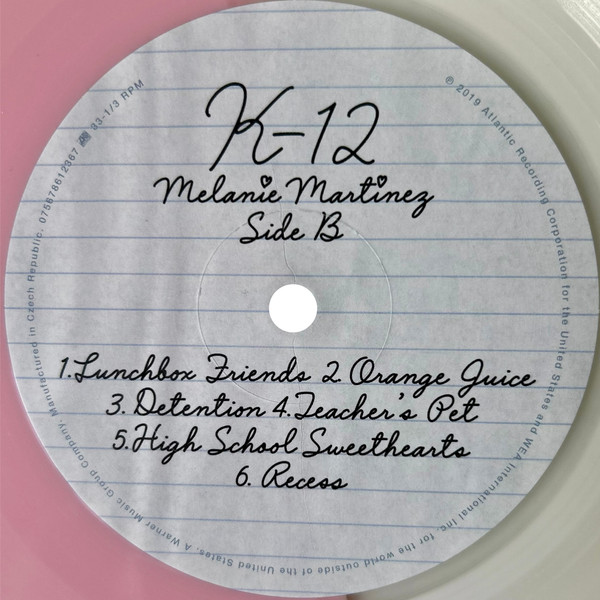 K-12
Melanie Martinez
Side B
1.Lunchbox Friends 2. Orange Juice
3. Detention 4.Teacher's Pet
5.High School Sweethearts
6. Recess
℗ 2019 Atlantic Recording Corporation for the United States and WEA International Inc. for the world outside of the United States. A Warner Music Group Company. Manufactured in Czech Republic. 075678612367 33-1/3 RPM